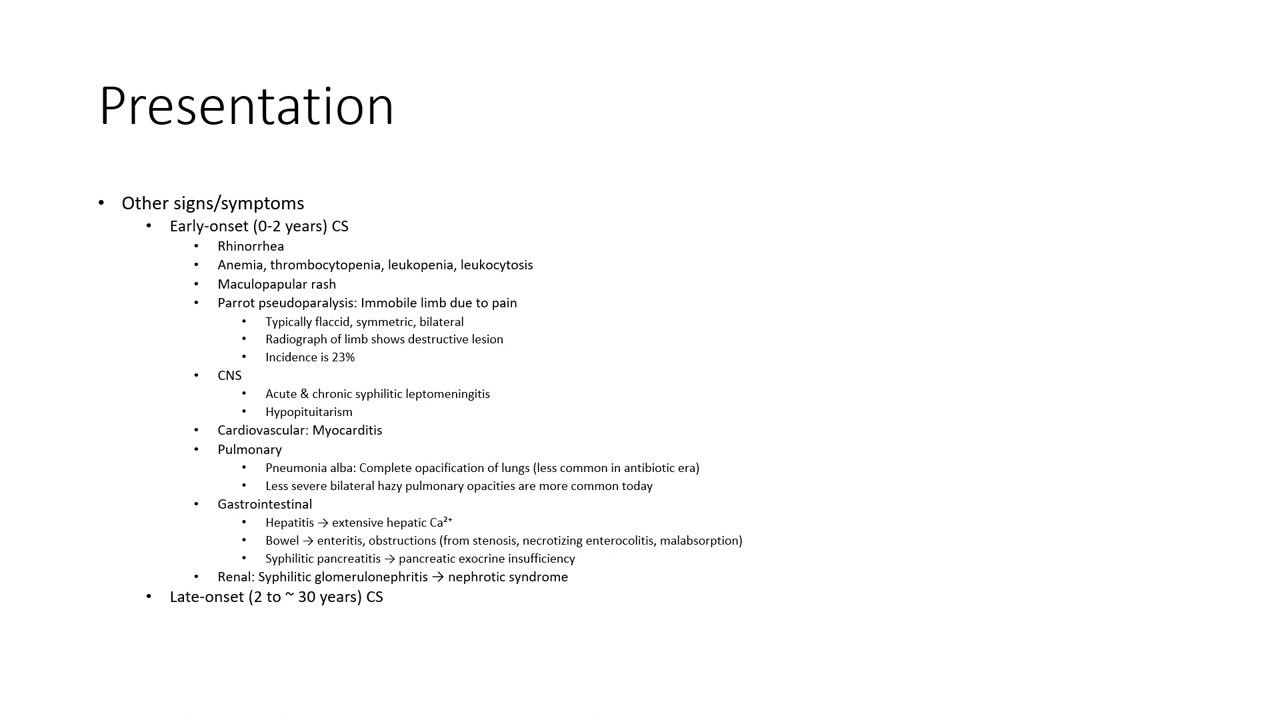 Presentation
• Other signs/symptoms
• Early-onset (0-2 years) CS
• Rhinorrhea
• Anemia, thrombocytopenia, leukopenia, leukocytosis
• Maculopapular rash
• Parrot pseudoparalysis: Immobile limb due to pain
• Typically flaccid, symmetric, bilateral
• Radiograph of limb shows destructive lesion
• Incidence is 23%
• CNS
• Acute & chronic syphilitic leptomeningitis
• Hypopituitarism
• Cardiovascular: Myocarditis
• Pulmonary
• Pneumonia alba: Complete opacification of lungs (less common in antibiotic era)
• Less severe bilateral hazy pulmonary opacities are more common today
• Gastrointestinal
• Hepatitis → extensive hepatic Ca²⁺
• Bowel → enteritis, obstructions (from stenosis, necrotizing enterocolitis, malabsorption)
• Syphilitic pancreatitis → pancreatic exocrine insufficiency
• Renal: Syphilitic glomerulonephritis → nephrotic syndrome
• Late-onset (2 to ~ 30 years) CS